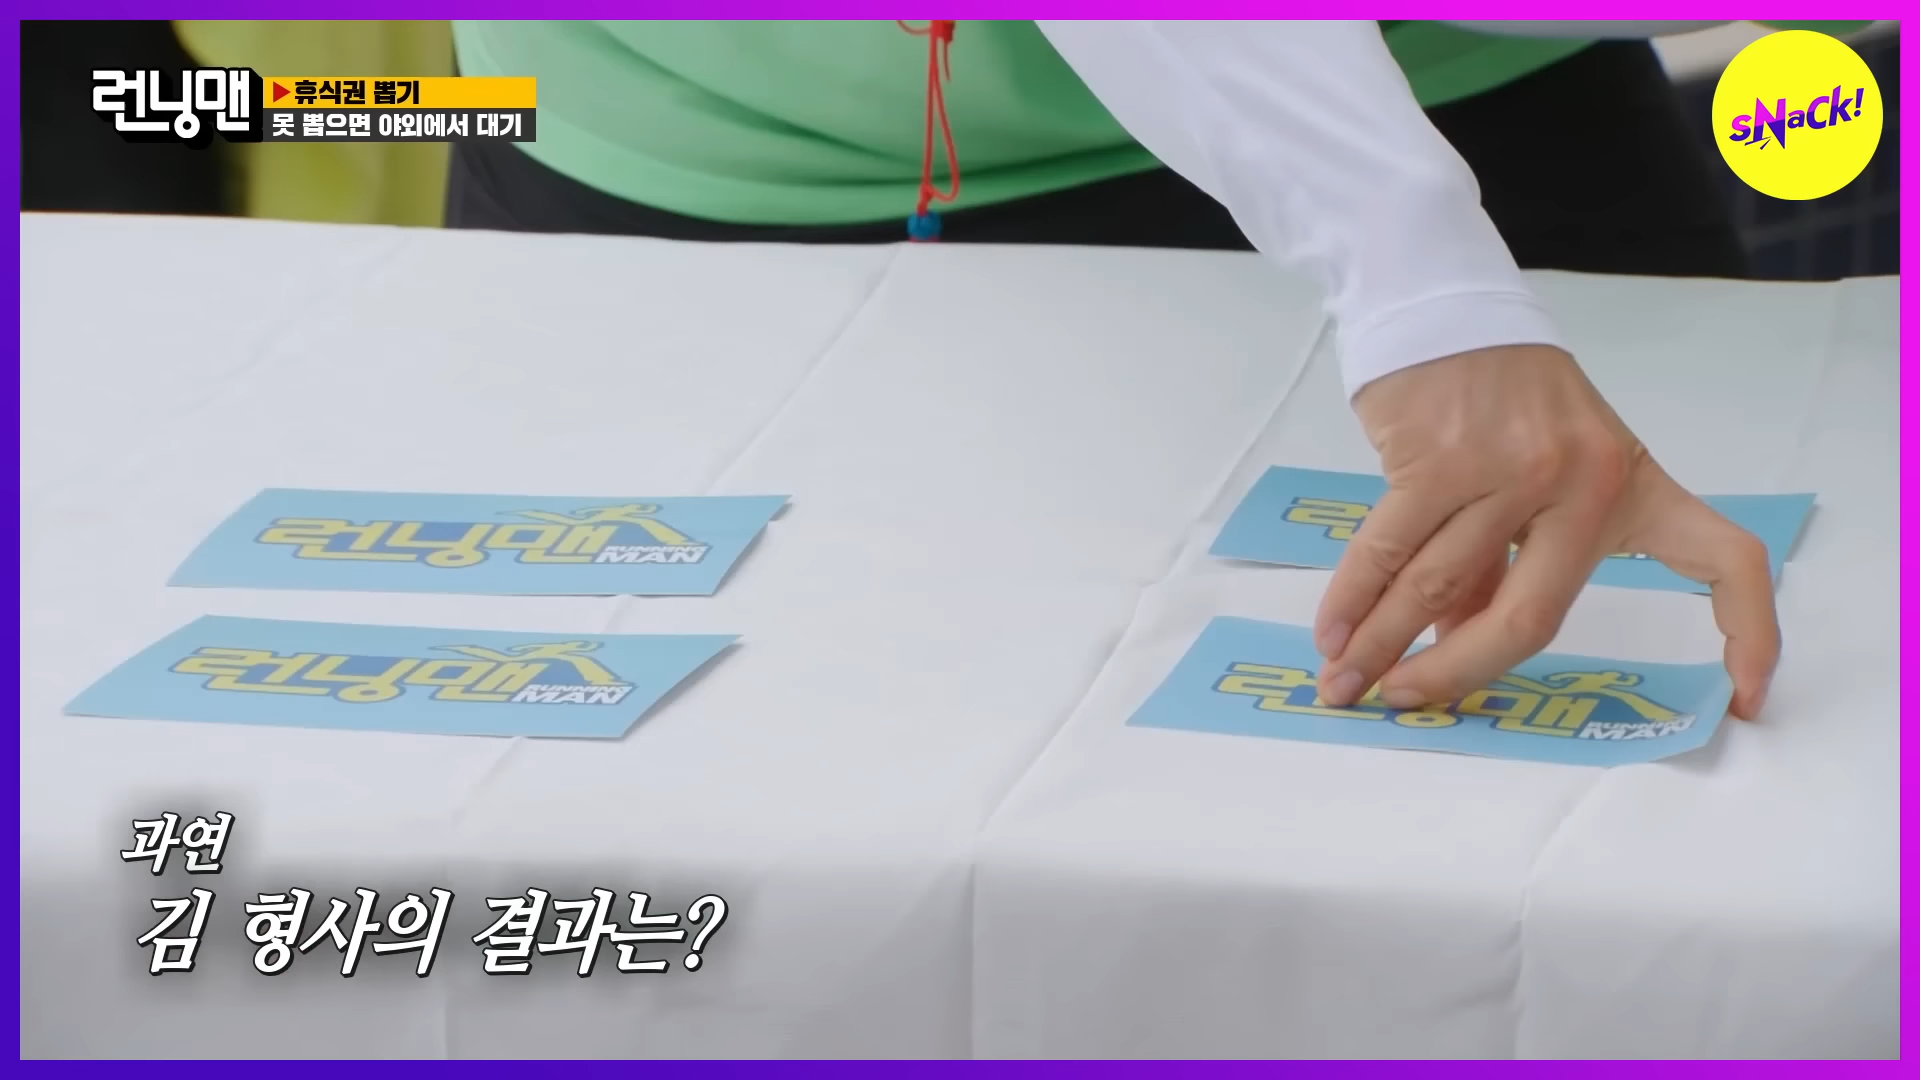 런닝맨
▶휴식권 뽑기
못 뽑으면 야외에서 대기
sNaCk!
런닝맨
RUNNING
MAN
런닝맨
RUNNING
MAN
런
런닝맨
RUNNING
MAN
과연
김 형사의 결과는?